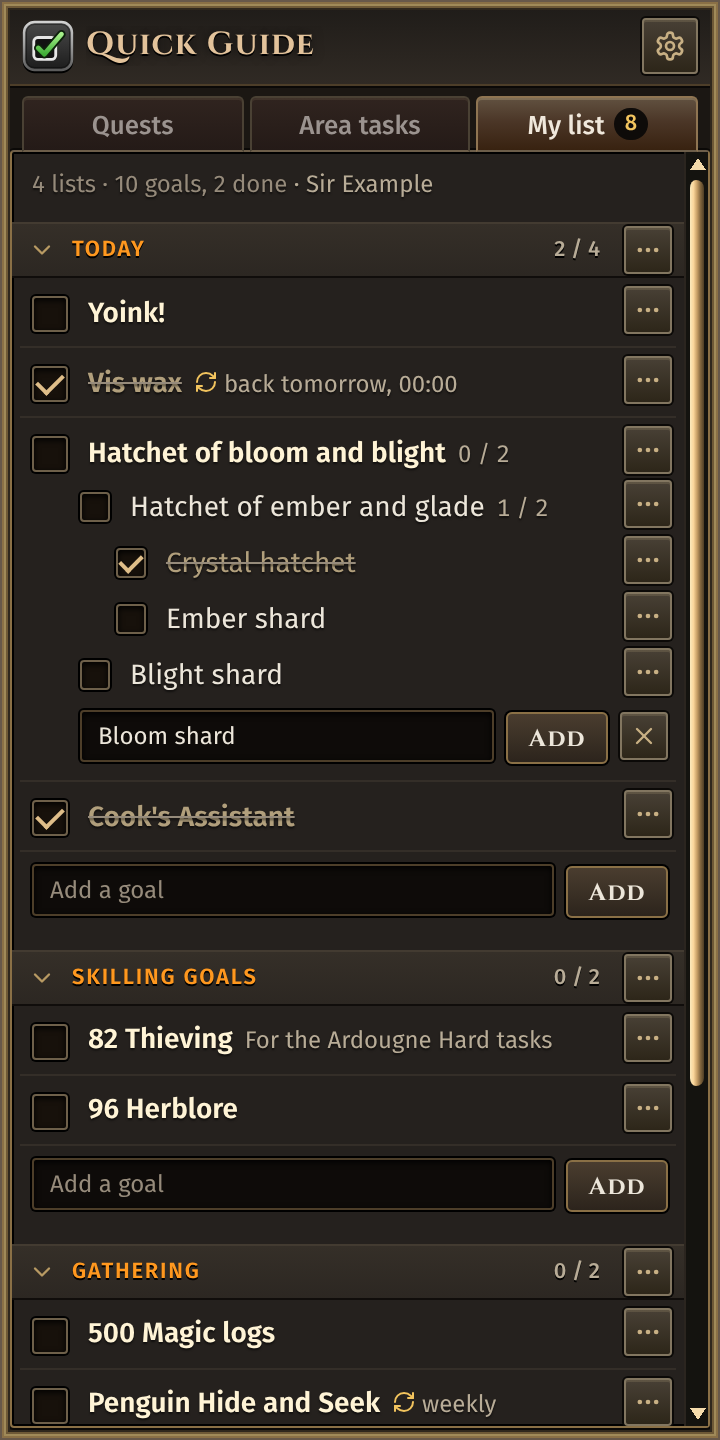 Quick Guide
Quests
Area tasks
My list 8
4 lists · 10 goals, 2 done · Sir Example
TODAY 2 / 4
Yoink!
Vis wax back tomorrow, 00:00
Hatchet of bloom and blight 0 / 2
Hatchet of ember and glade 1 / 2
Crystal hatchet
Ember shard
Blight shard
Bloom shard ADD
Cook's Assistant
Add a goal ADD
SKILLING GOALS 0 / 2
82 Thieving For the Ardougne Hard tasks
96 Herblore
Add a goal ADD
GATHERING 0 / 2
500 Magic logs
Penguin Hide and Seek weekly